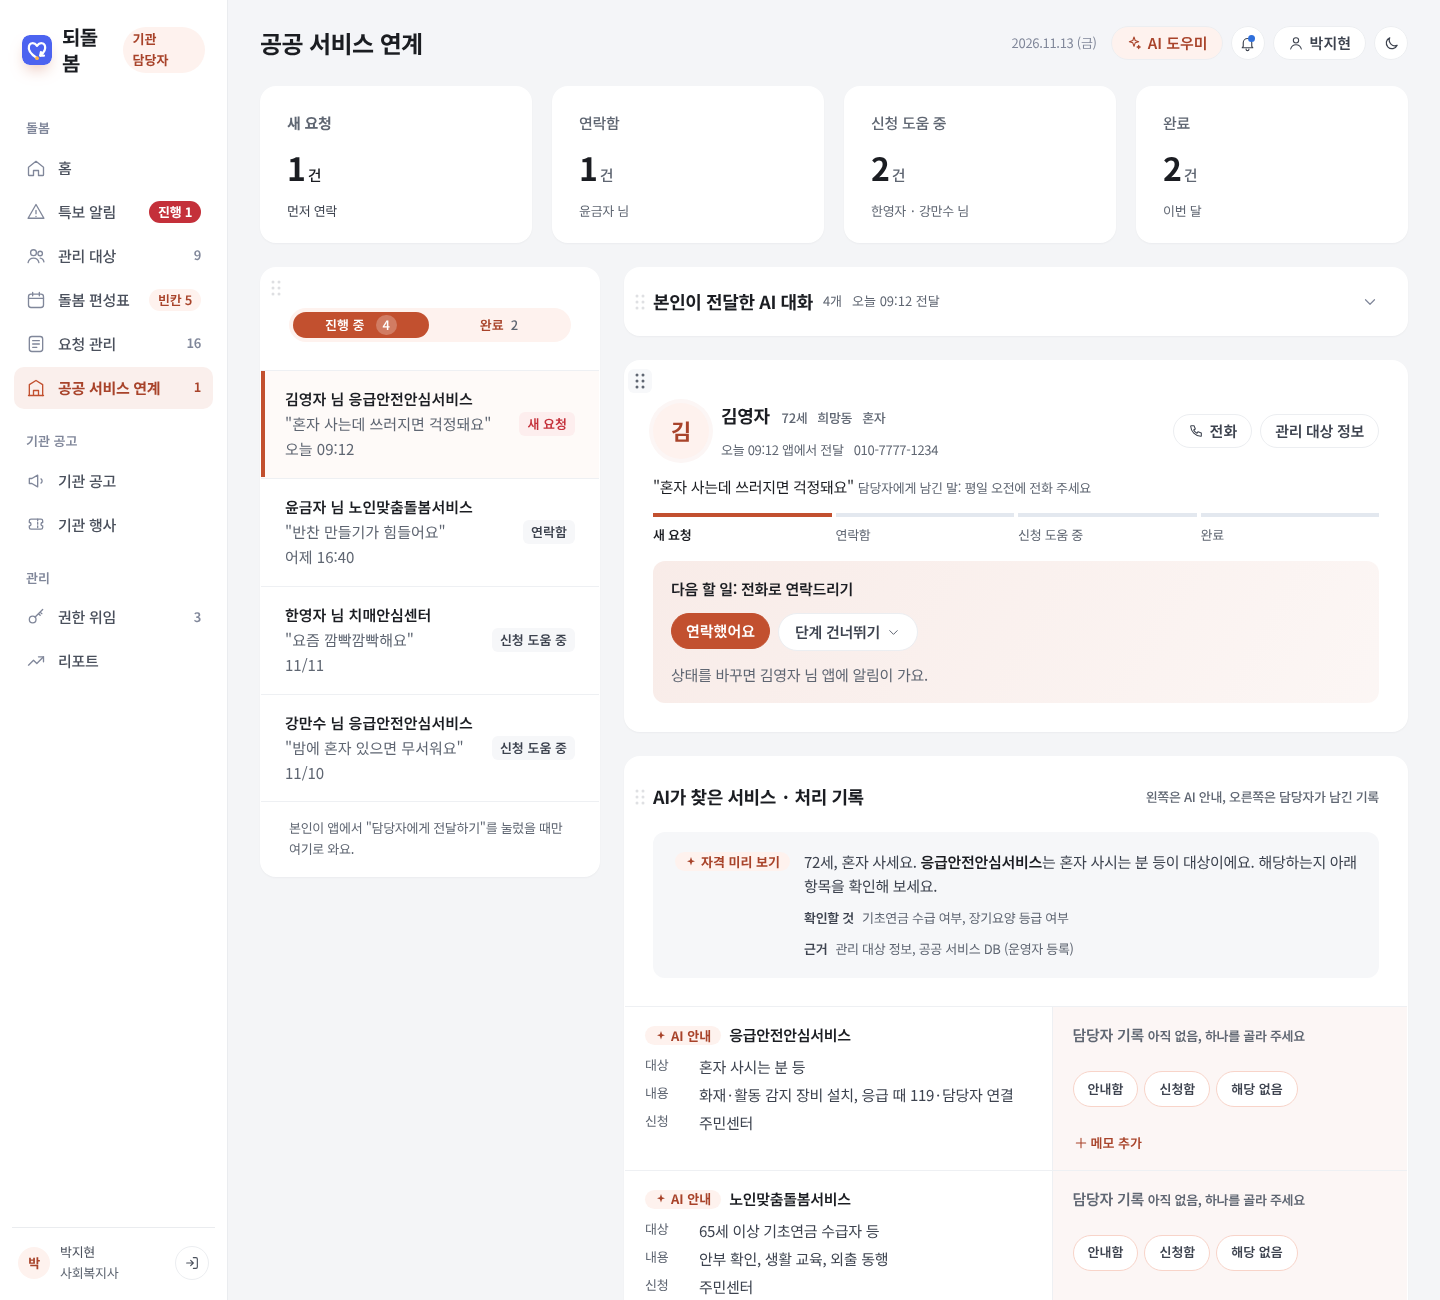 되돌봄
기관 담당자
돌봄
홈
특보 알림 진행 1
관리 대상 9
돌봄 편성표 빈칸 5
요청 관리 16
공공 서비스 연계 1
기관 공고
기관 공고
기관 행사
관리
권한 위임 3
리포트
박 박지현
사회복지사
공공 서비스 연계
2026.11.13 (금) AI 도우미 박지현
새 요청
1건
먼저 연락
연락함
1건
윤금자 님
신청 도움 중
2건
한영자 · 강만수 님
완료
2건
이번 달
진행 중 4 완료 2
김영자 님 응급안전안심서비스
"혼자 사는데 쓰러지면 걱정돼요"
오늘 09:12
새 요청
윤금자 님 노인맞춤돌봄서비스
"반찬 만들기가 힘들어요"
어제 16:40
연락함
한영자 님 치매안심센터
"요즘 깜빡깜빡해요"
11/11
신청 도움 중
강만수 님 응급안전안심서비스
"밤에 혼자 있으면 무서워요"
11/10
신청 도움 중
본인이 앱에서 "담당자에게 전달하기"를 눌렀을 때만
여기로 와요.
본인이 전달한 AI 대화 4개 오늘 09:12 전달
김 김영자 72세 희망동 혼자
오늘 09:12 앱에서 전달 010-7777-1234
전화 관리 대상 정보
"혼자 사는데 쓰러지면 걱정돼요" 담당자에게 남긴 말: 평일 오전에 전화 주세요
새 요청 연락함 신청 도움 중 완료
다음 할 일: 전화로 연락드리기
연락했어요 단계 건너뛰기
상태를 바꾸면 김영자 님 앱에 알림이 가요.
AI가 찾은 서비스 · 처리 기록 왼쪽은 AI 안내, 오른쪽은 담당자가 남긴 기록
자격 미리 보기 72세, 혼자 사세요. 응급안전안심서비스는 혼자 사시는 분 등이 대상이에요. 해당하는지 아래
항목을 확인해 보세요.
확인할 것 기초연금 수급 여부, 장기요양 등급 여부
근거 관리 대상 정보, 공공 서비스 DB (운영자 등록)
AI 안내 응급안전안심서비스
대상 혼자 사시는 분 등
내용 화재·활동 감지 장비 설치, 응급 때 119·담당자 연결
신청 주민센터
담당자 기록 아직 없음, 하나를 골라 주세요
안내함 신청함 해당 없음
메모 추가
AI 안내 노인맞춤돌봄서비스
대상 65세 이상 기초연금 수급자 등
내용 안부 확인, 생활 교육, 외출 동행
신청 주민센터
담당자 기록 아직 없음, 하나를 골라 주세요
안내함 신청함 해당 없음